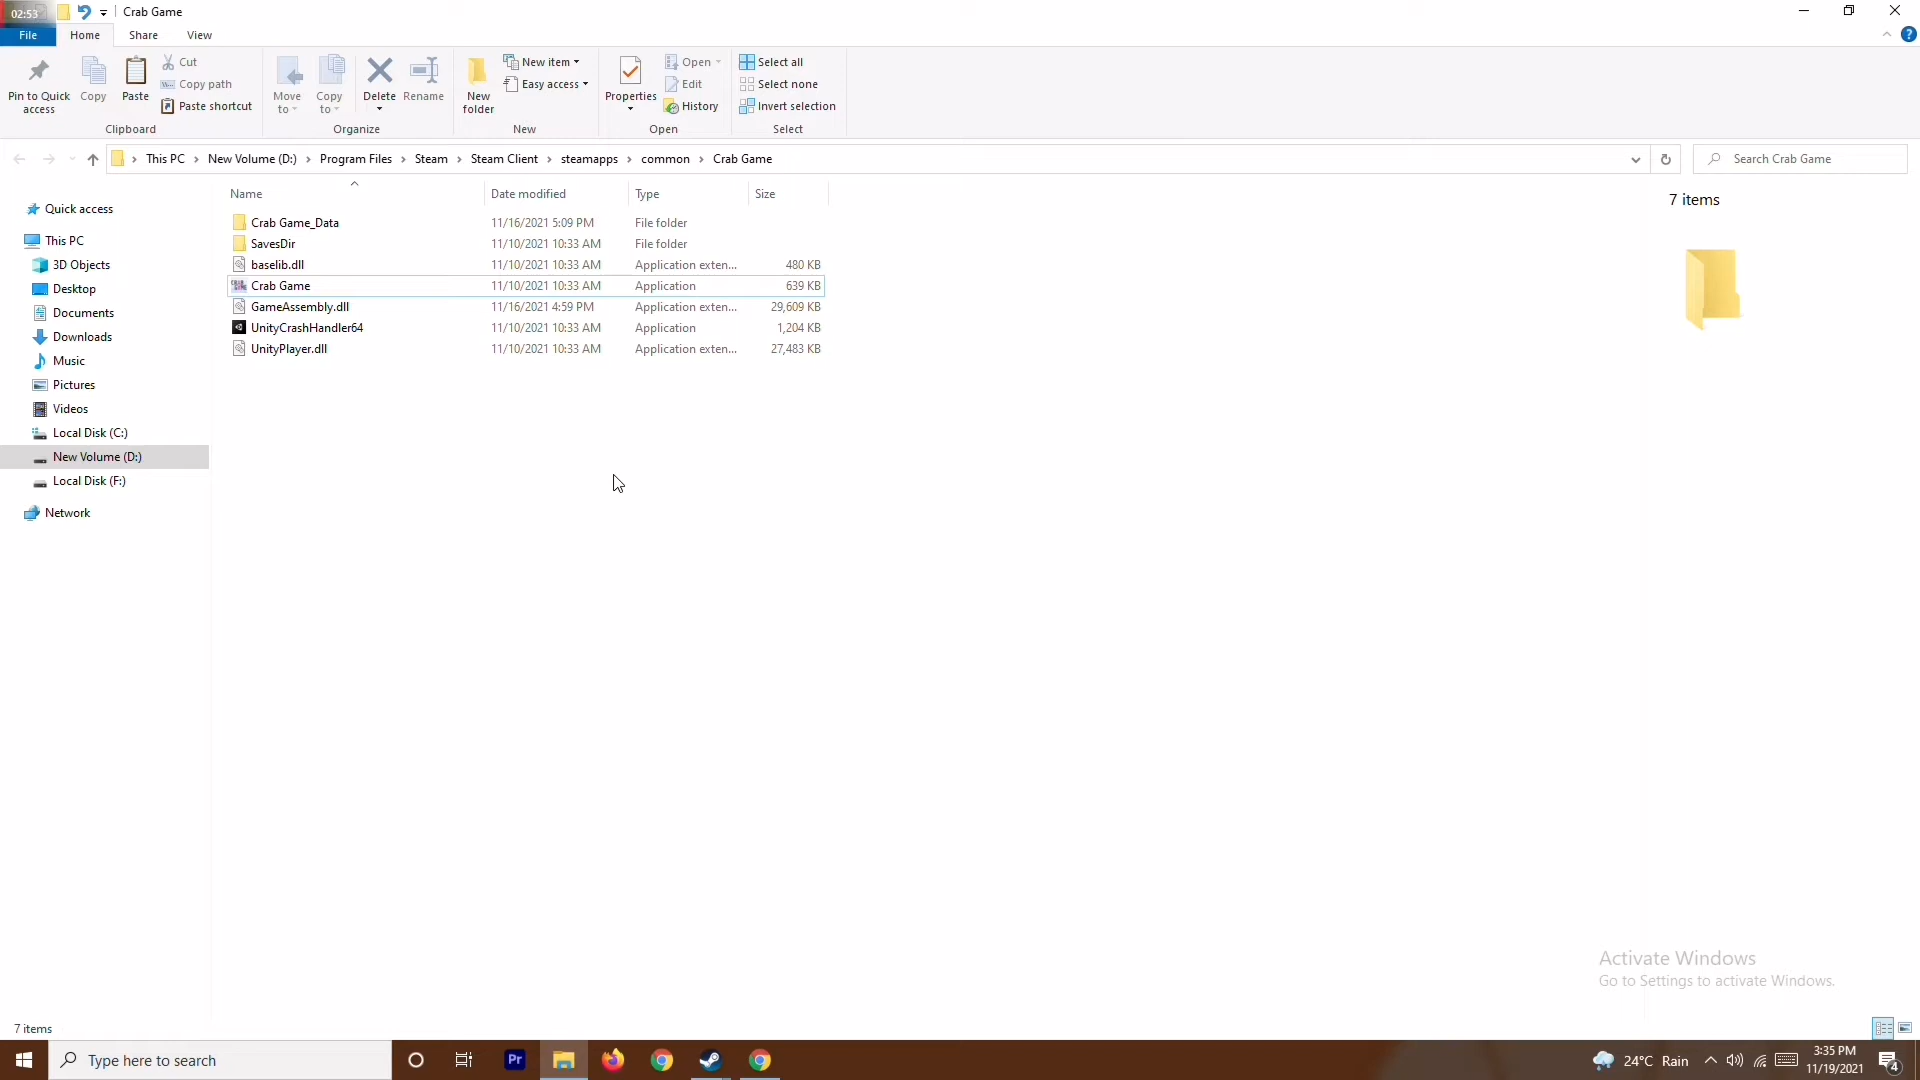 02:53
Crab Game
File Home Share View
Pin to Quick access
Copy
Paste
Cut
Copy path
Paste shortcut
Clipboard
Move to
Copy to
Delete
Rename
Organize
New folder
New item
Easy access
New
Properties
Open
Edit
History
Open
Select all
Select none
Invert selection
Select
This PC > New Volume (D:) > Program Files > Steam > Steam Client > steamapps > common > Crab Game
Search Crab Game
Name Date modified Type Size
Crab Game_Data 11/16/2021 5:09 PM File folder
SavesDir 11/10/2021 10:33 AM File folder
baselib.dll 11/10/2021 10:33 AM Application exten... 480 KB
Crab Game 11/10/2021 10:33 AM Application 639 KB
GameAssembly.dll 11/16/2021 4:59 PM Application exten... 29,609 KB
UnityCrashHandler64 11/10/2021 10:33 AM Application 1,204 KB
UnityPlayer.dll 11/10/2021 10:33 AM Application exten... 27,483 KB
Quick access
This PC
3D Objects
Desktop
Documents
Downloads
Music
Pictures
Videos
Local Disk (C:)
New Volume (D:)
Local Disk (F:)
Network
7 items
Activate Windows
Go to Settings to activate Windows.
7 items
Type here to search
Pr
24°C Rain
3:35 PM
11/19/2021
4